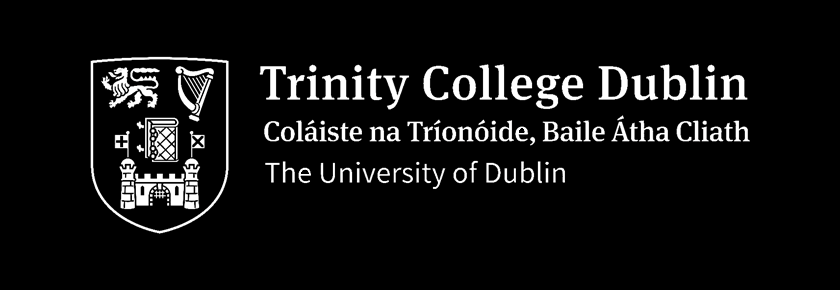 Trinity College Dublin
Coláiste na Tríonóide, Baile Átha Cliath
The University of Dublin